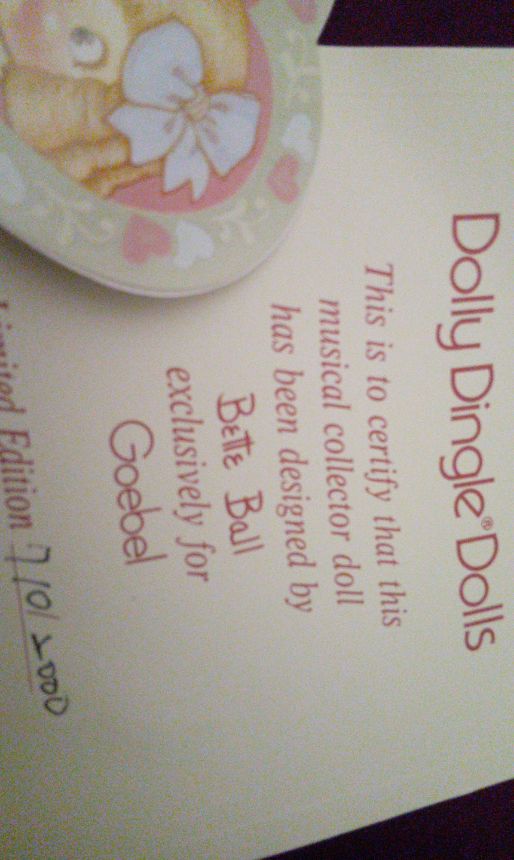 Dolly Dingle® Dolls
This is to certify that this
musical collector doll
has been designed by
Bette Ball
exclusively for
Goebel
Limited Edition 710/2000